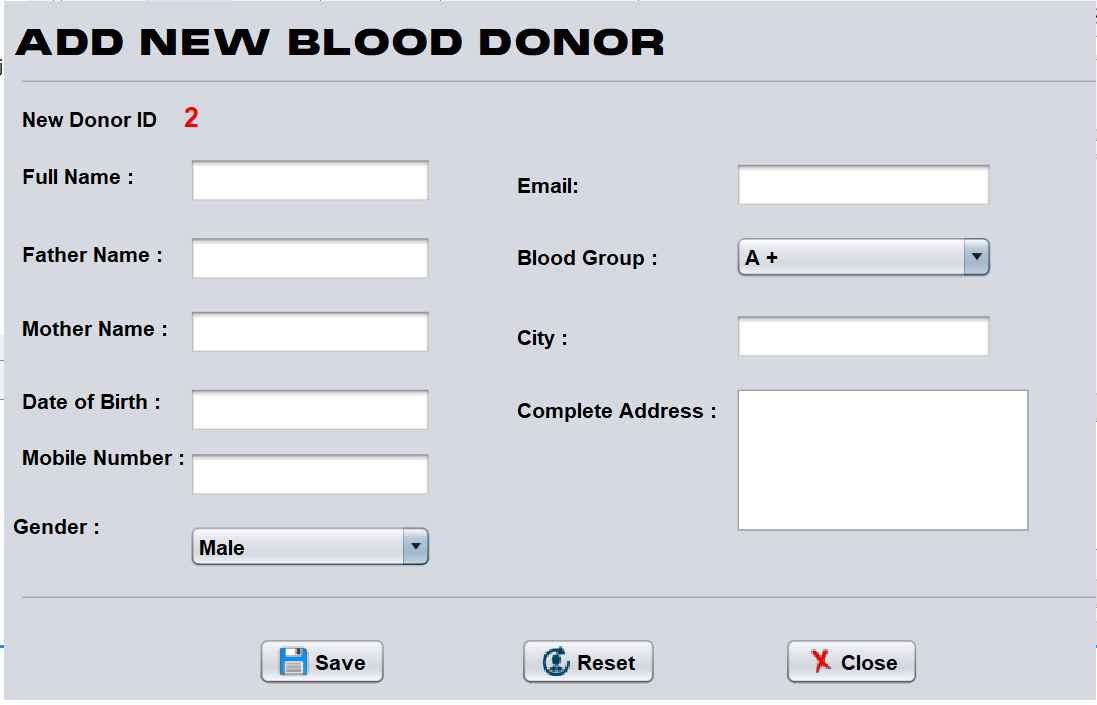 ADD NEW BLOOD DONOR
New Donor ID 2
Full Name :
Email:
Father Name :
Blood Group : A +
Mother Name :
City :
Date of Birth :
Complete Address :
Mobile Number :
Gender : Male
Save Reset Close